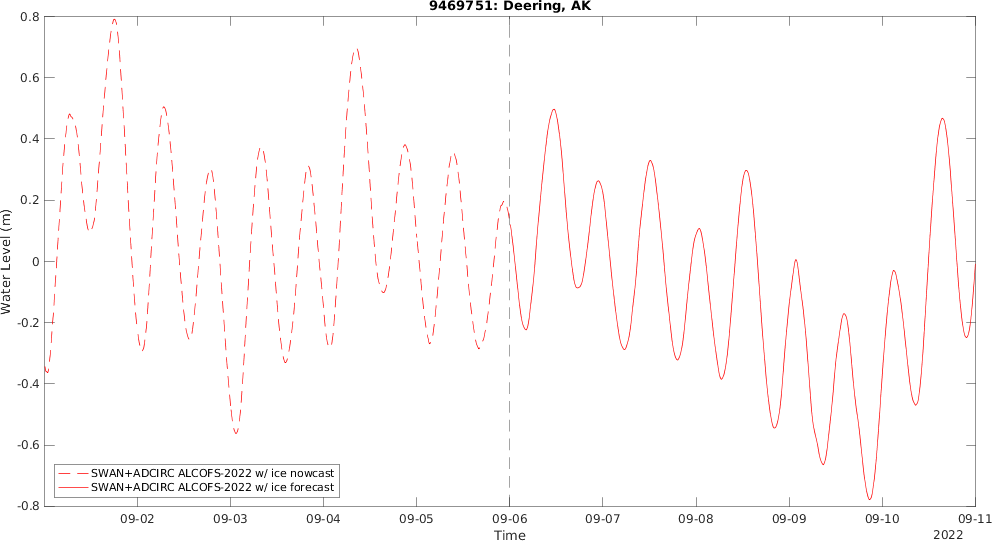 9469751: Deering, AK
Water Level (m)
0.8
0.6
0.4
0.2
0
-0.2
-0.4
-0.6
-0.8
SWAN+ADCIRC ALCOFS-2022 w/ ice nowcast
SWAN+ADCIRC ALCOFS-2022 w/ ice forecast
09-02 09-03 09-04 09-05 09-06 09-07 09-08 09-09 09-10 09-11
Time
2022